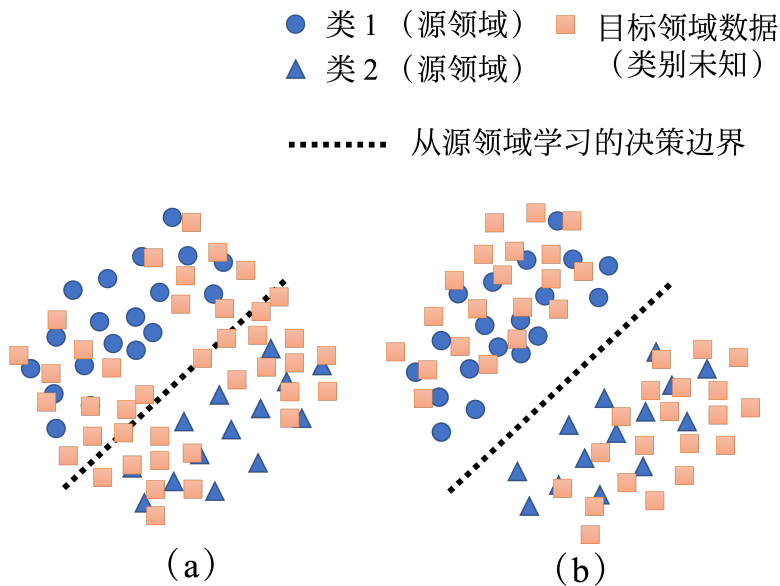 类1（源领域）
目标领域数据
类2（源领域）
（类别未知）
从源领域学习的决策边界
（a）
（b）